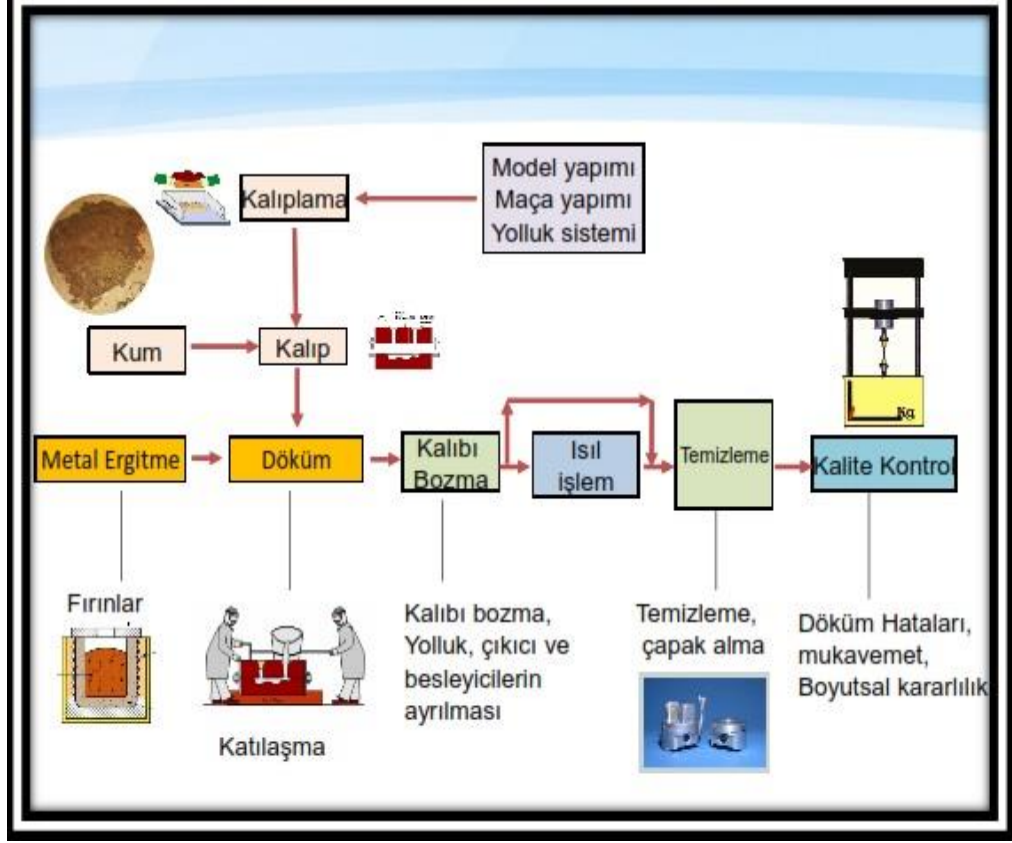 Model yapımı
Maça yapımı
Yolluk sistemi
Kalıplama
Kum
Kalıp
Metal Ergitme
Döküm
Kalıbı
Bozma
Isıl
işlem
Temizleme
Kalite Kontrol
Kg
Fırınlar
Katılaşma
Kalıbı bozma,
Yolluk, çıkıcı ve
besleyicilerin
ayrılması
Temizleme,
çapak alma
Döküm Hataları,
mukavemet,
Boyutsal kararlılık